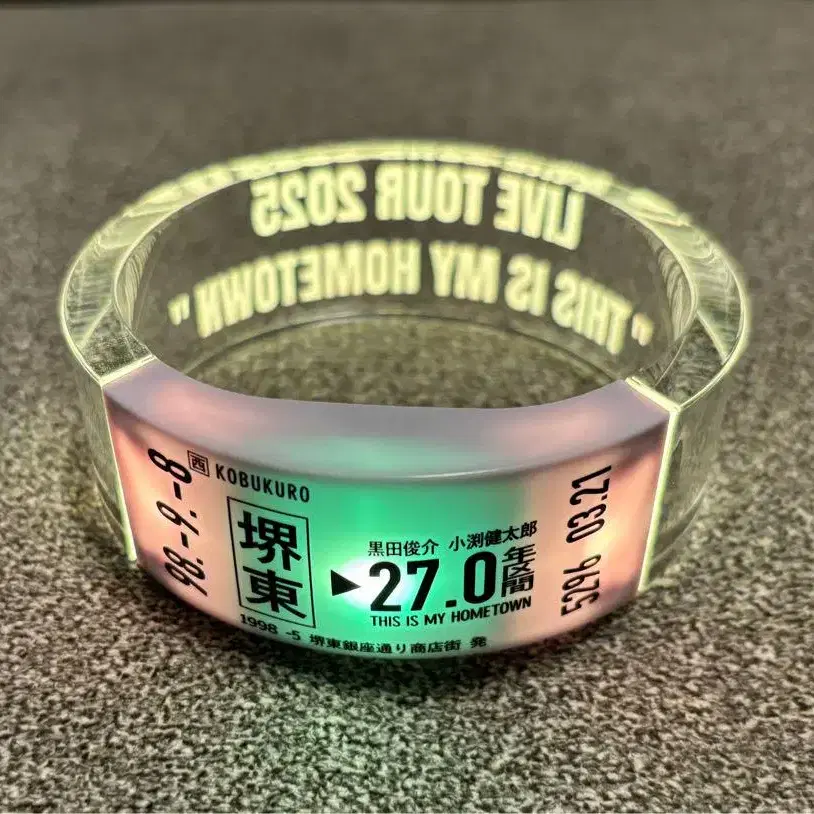 LIVE TOUR 2025
"THIS IS MY HOMETOWN"
98.-9.-8
西 KOBUKURO
堺東
黒田俊介 小渕健太郎
▶27.0年区間
THIS IS MY HOMETOWN
1998 -5 堺東銀座通り商店街 発
5296 03.21